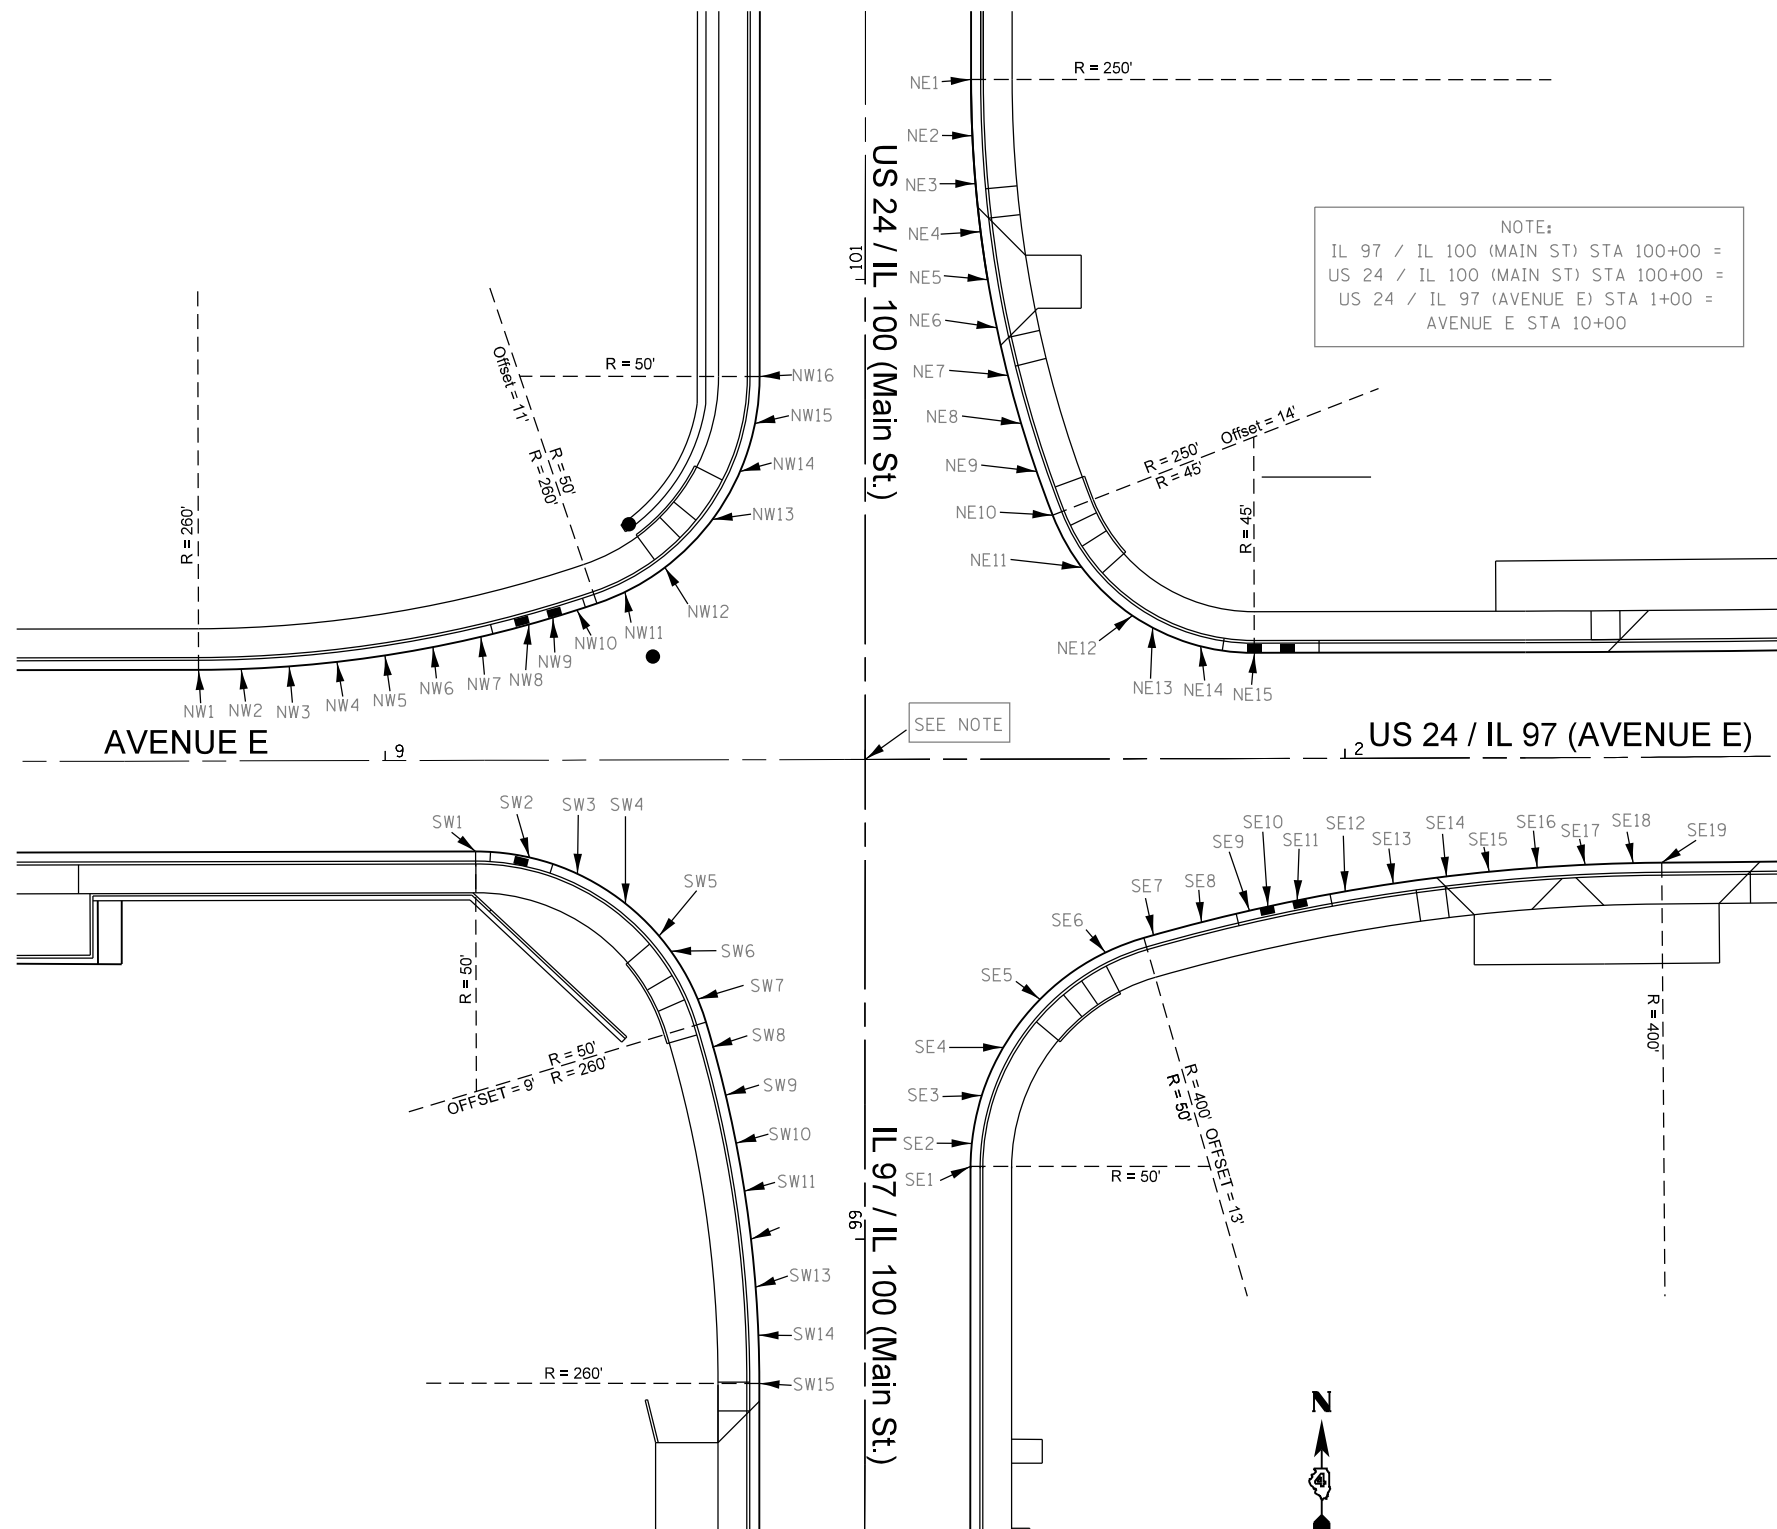 NE1
R = 250'
NE2
US 24 / IL 100 (Main St.)
NE3
NOTE:
IL 97 / IL 100 (MAIN ST) STA 100+00 =
US 24 / IL 100 (MAIN ST) STA 100+00 =
US 24 / IL 97 (AVENUE E) STA 1+00 =
AVENUE E STA 10+00
NE4
101
NE5
NE6
NE7
NE8
NE9
NE10
NE11
NE12
NE13
NE14
NE15
R = 250'
R = 45'
Offset = 14'
R = 45'
R = 50'
Offset = 11'
R = 50'
R = 260'
R = 260'
NW16
NW15
NW14
NW13
NW12
NW11
NW10
NW9
NW8
NW7
NW6
NW5
NW4
NW3
NW2
NW1
AVENUE E
9
SEE NOTE
2
US 24 / IL 97 (AVENUE E)
SW1
SW2
SW3
SW4
SW5
SW6
SW7
SW8
SW9
SW10
SW11
SW13
SW14
SW15
R = 50'
R = 50'
R = 260'
OFFSET = 9'
R = 260'
99
IL 97 / IL 100 (Main St.)
SE1
SE2
SE3
SE4
SE5
SE6
SE7
SE8
SE9
SE10
SE11
SE12
SE13
SE14
SE15
SE16
SE17
SE18
SE19
R = 400'
R = 400'
R = 50'
OFFSET = 13'
R = 50'
N
4